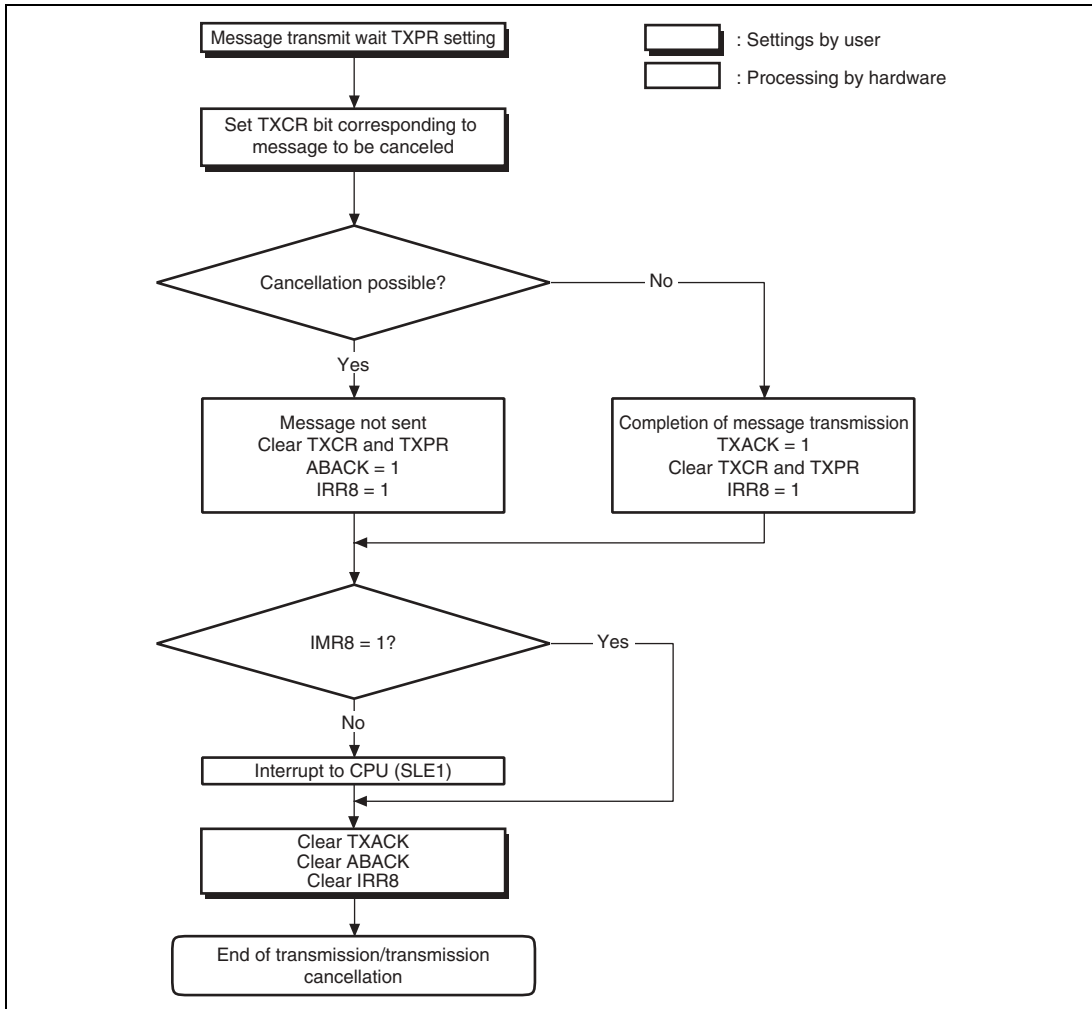 Message transmit wait TXPR setting
: Settings by user
: Processing by hardware
Set TXCR bit corresponding to
message to be canceled
Cancellation possible?
No
Yes
Message not sent
Clear TXCR and TXPR
ABACK = 1
IRR8 = 1
Completion of message transmission
TXACK = 1
Clear TXCR and TXPR
IRR8 = 1
IMR8 = 1?
Yes
No
Interrupt to CPU (SLE1)
Clear TXACK
Clear ABACK
Clear IRR8
End of transmission/transmission
cancellation